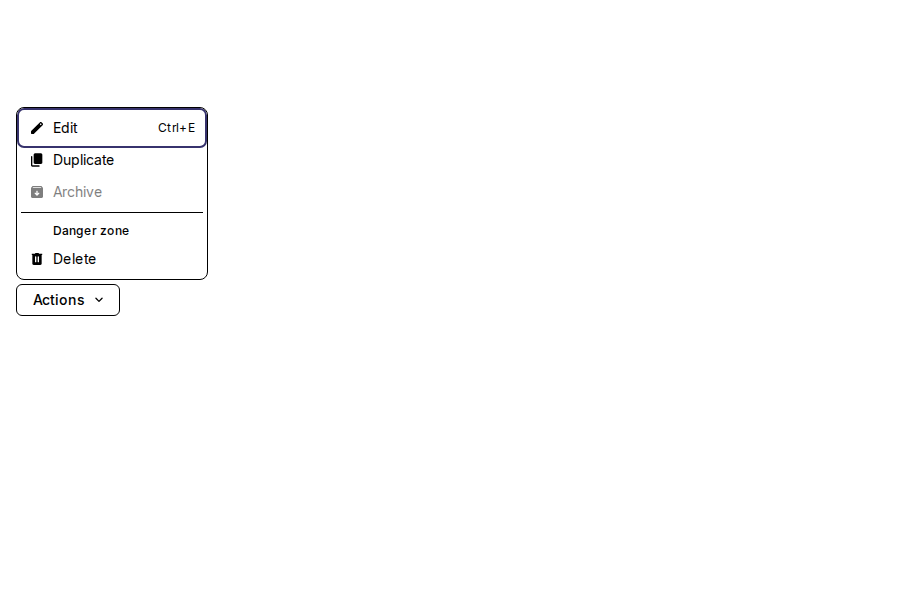 Edit Ctrl+E
Duplicate
Archive
Danger zone
Delete
Actions